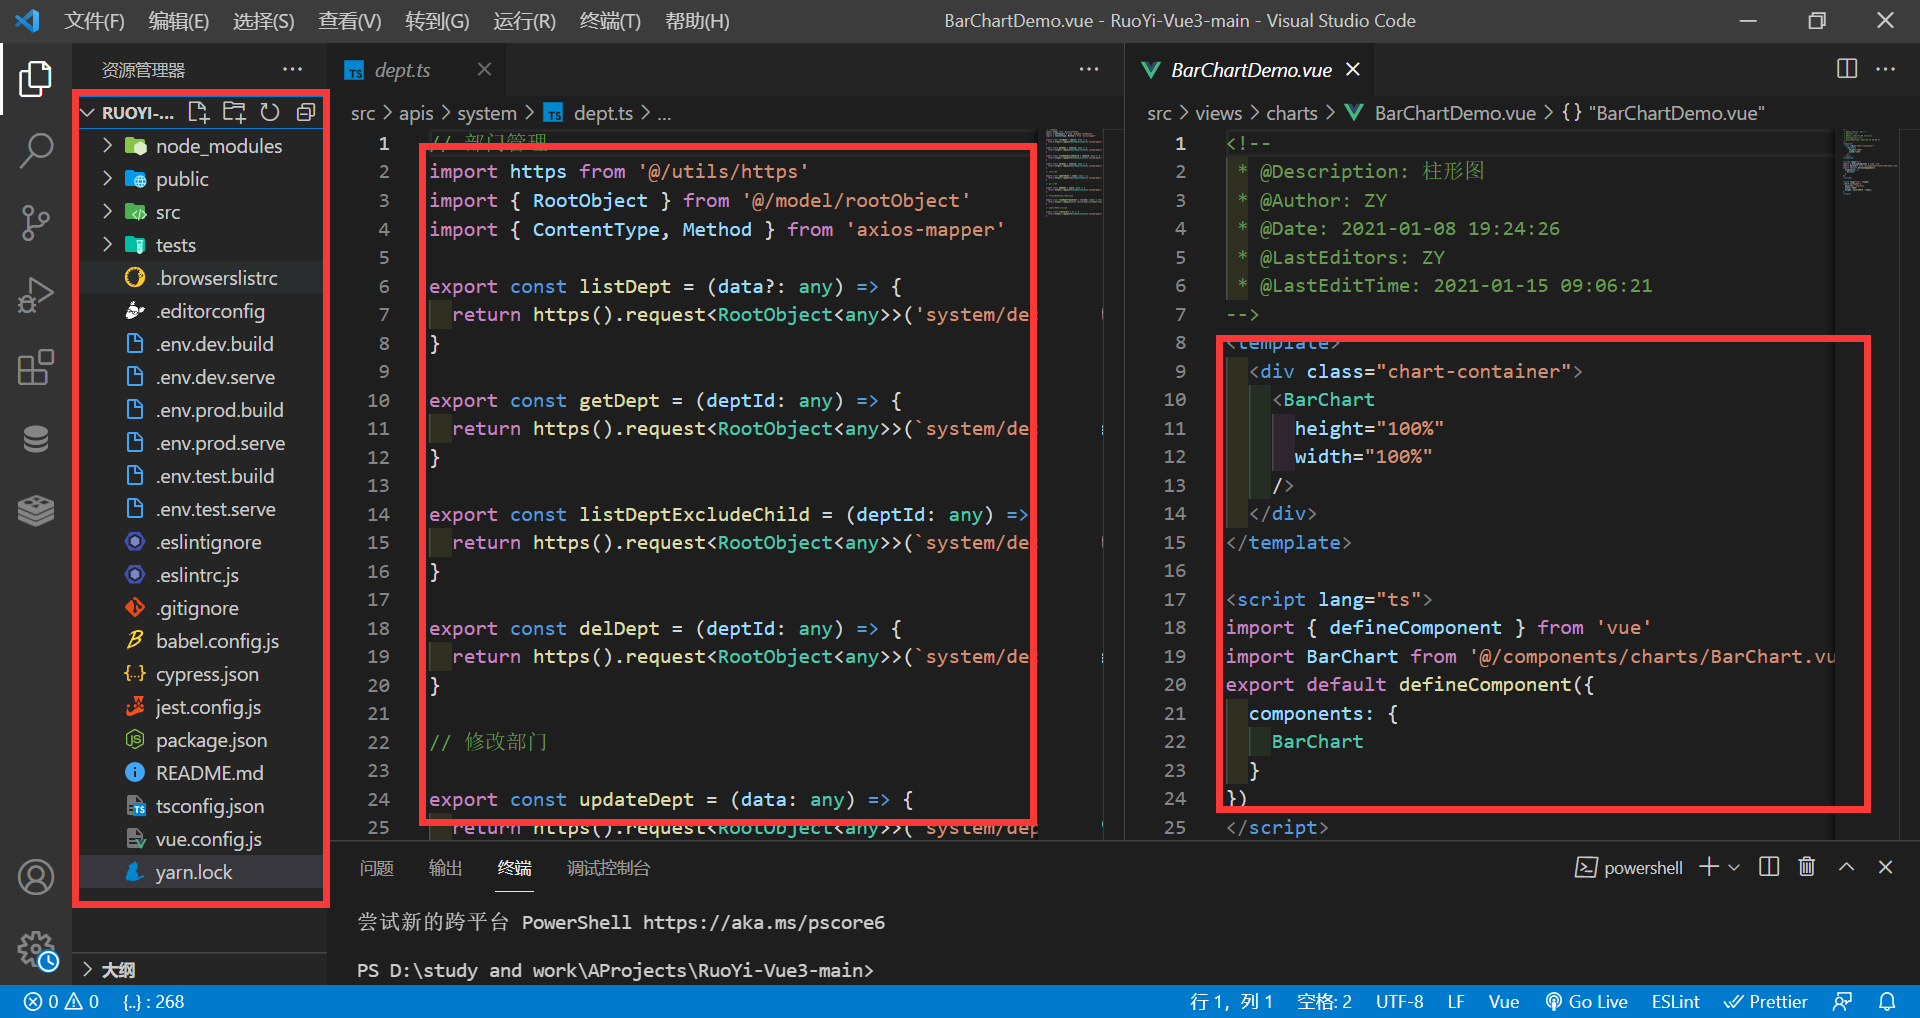 文件(F) 编辑(E) 选择(S) 查看(V) 转到(G) 运行(R) 终端(T) 帮助(H) BarChartDemo.vue - RuoYi-Vue3-main - Visual Studio Code
资源管理器
RUOYI-...
node_modules
public
src
tests
.browserslistrc
.editorconfig
.env.dev.build
.env.dev.serve
.env.prod.build
.env.prod.serve
.env.test.build
.env.test.serve
.eslintignore
.eslintrc.js
.gitignore
babel.config.js
cypress.json
jest.config.js
package.json
README.md
tsconfig.json
vue.config.js
yarn.lock
大纲
TS dept.ts
src > apis > system > TS dept.ts > ...
1 // 部门管理
2 import https from '@/utils/https'
3 import { RootObject } from '@/model/rootObject'
4 import { ContentType, Method } from 'axios-mapper'
5
6 export const listDept = (data?: any) => {
7 return https().request<RootObject<any>>('system/de
8 }
9
10 export const getDept = (deptId: any) => {
11 return https().request<RootObject<any>>(`system/de
12 }
13
14 export const listDeptExcludeChild = (deptId: any) =>
15 return https().request<RootObject<any>>(`system/de
16 }
17
18 export const delDept = (deptId: any) => {
19 return https().request<RootObject<any>>(`system/de
20 }
21
22 // 修改部门
23
24 export const updateDept = (data: any) => {
25 return https().request<RootObject<any>>('system/dep
BarChartDemo.vue
src > views > charts > BarChartDemo.vue > {} "BarChartDemo.vue"
1 <!--
2 * @Description: 柱形图
3 * @Author: ZY
4 * @Date: 2021-01-08 19:24:26
5 * @LastEditors: ZY
6 * @LastEditTime: 2021-01-15 09:06:21
7 -->
8 <template>
9 <div class="chart-container">
10 <BarChart
11 height="100%"
12 width="100%"
13 />
14 </div>
15 </template>
16
17 <script lang="ts">
18 import { defineComponent } from 'vue'
19 import BarChart from '@/components/charts/BarChart.vu
20 export default defineComponent({
21 components: {
22 BarChart
23 }
24 })
25 </script>
问题 输出 终端 调试控制台 powershell
尝试新的跨平台 PowerShell https://aka.ms/pscore6
PS D:\study and work\AProjects\RuoYi-Vue3-main>
0 0 {..} : 268 行 1，列 1 空格: 2 UTF-8 LF Vue Go Live ESLint Prettier